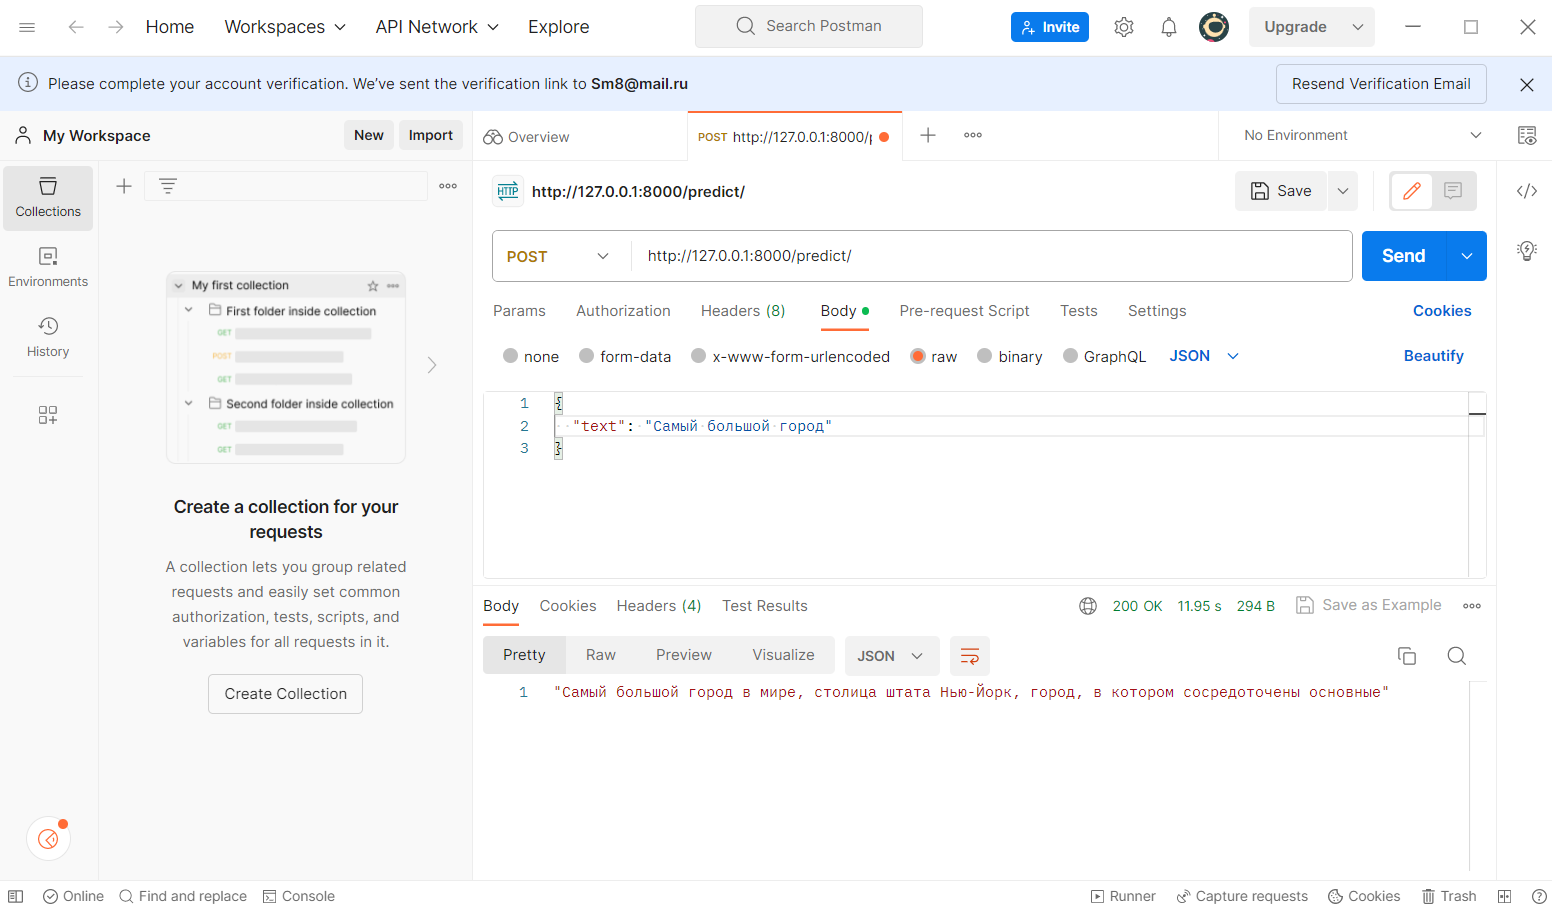 Home Workspaces API Network Explore Search Postman Invite Upgrade
Please complete your account verification. We've sent the verification link to Sm8@mail.ru Resend Verification Email
My Workspace New Import Overview POST http://127.0.0.1:8000/ No Environment
Collections
Environments
History
My first collection
First folder inside collection
GET
POST
GET
Second folder inside collection
GET
GET
Create a collection for your
requests
A collection lets you group related
requests and easily set common
authorization, tests, scripts, and
variables for all requests in it.
Create Collection
HTTP http://127.0.0.1:8000/predict/ Save
POST http://127.0.0.1:8000/predict/ Send
Params Authorization Headers (8) Body Pre-request Script Tests Settings Cookies
none form-data x-www-form-urlencoded raw binary GraphQL JSON Beautify
1 {
2 "text": "Самый большой город"
3 }
Body Cookies Headers (4) Test Results 200 OK 11.95 s 294 B Save as Example
Pretty Raw Preview Visualize JSON
1 "Самый большой город в мире, столица штата Нью-Йорк, город, в котором сосредоточены основные"
Online Find and replace Console Runner Capture requests Cookies Trash